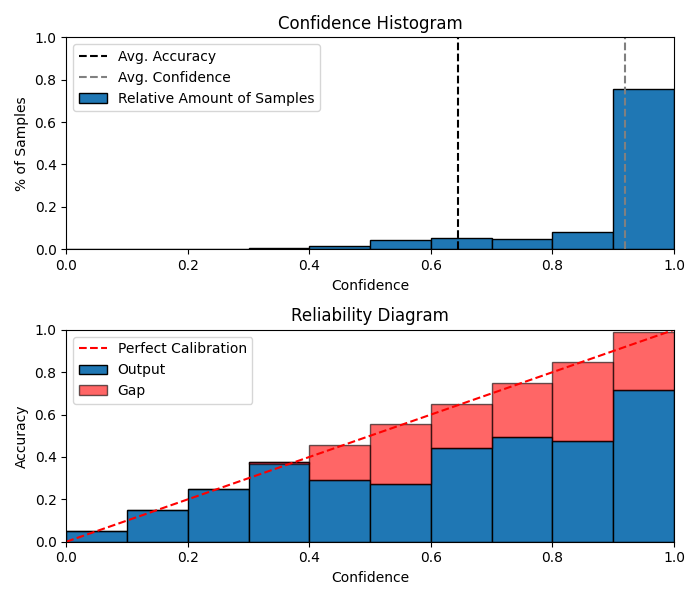 Confidence Histogram
1.0
0.8
0.6
0.4
0.2
0.0
% of Samples
Avg. Accuracy
Avg. Confidence
Relative Amount of Samples
0.0 0.2 0.4 0.6 0.8 1.0
Confidence
Reliability Diagram
1.0
0.8
0.6
0.4
0.2
0.0
Accuracy
Perfect Calibration
Output
Gap
0.0 0.2 0.4 0.6 0.8 1.0
Confidence